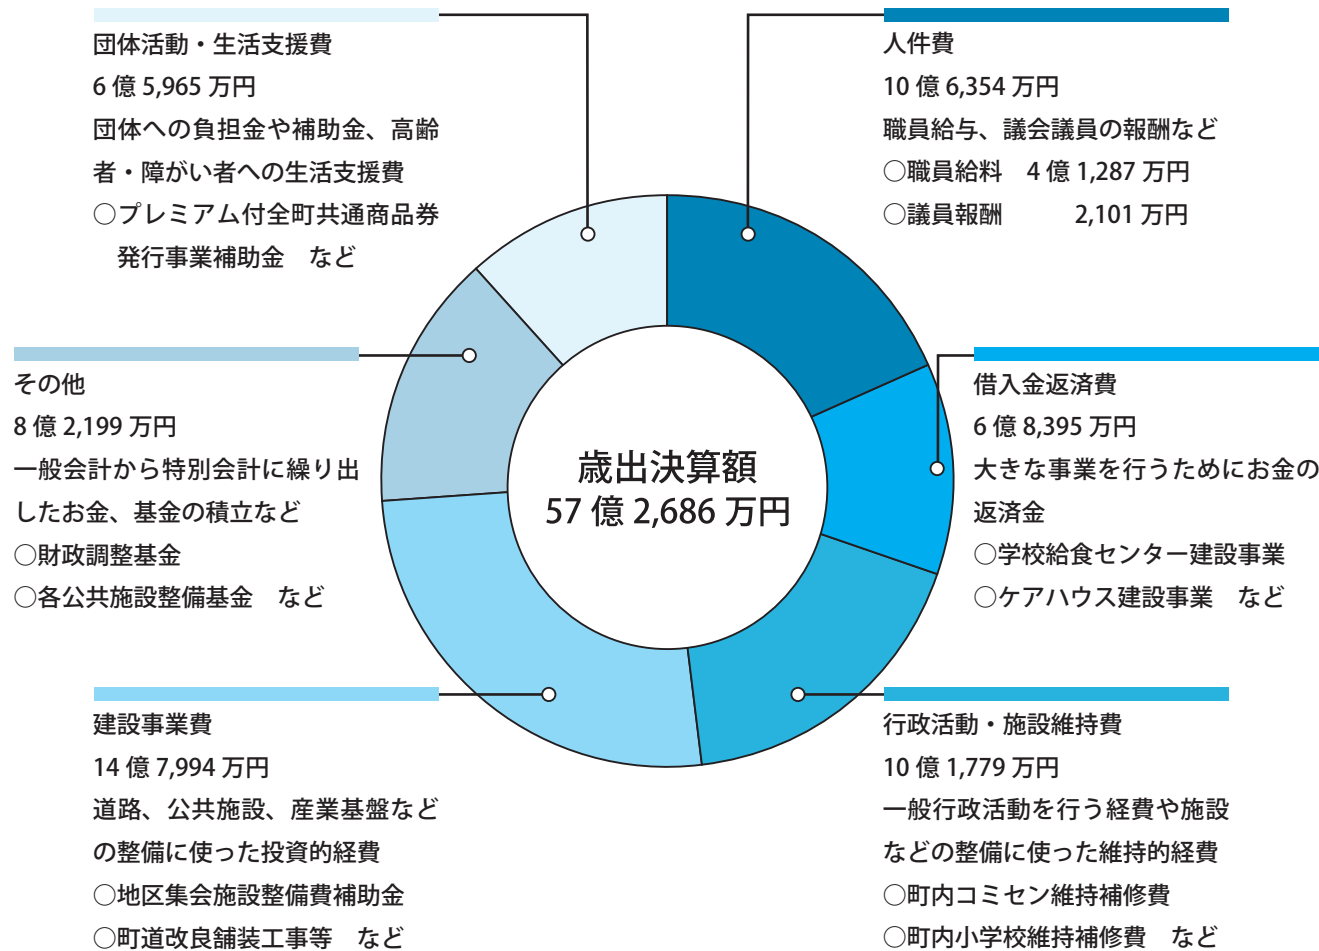 団体活動・生活支援費
6 億 5,965 万円
団体への負担金や補助金、高齢
者・障がい者への生活支援費
○プレミアム付全町共通商品券
発行事業補助金　など
人件費
10 億 6,354 万円
職員給与、議会議員の報酬など
○職員給料　4 億 1,287 万円
○議員報酬　　　2,101 万円
その他
8 億 2,199 万円
一般会計から特別会計に繰り出
したお金、基金の積立など
○財政調整基金
○各公共施設整備基金　など
歳出決算額
57 億 2,686 万円
借入金返済費
6 億 8,395 万円
大きな事業を行うためにお金の
返済金
○学校給食センター建設事業
○ケアハウス建設事業　など
建設事業費
14 億 7,994 万円
道路、公共施設、産業基盤など
の整備に使った投資的経費
○地区集会施設整備費補助金
○町道改良舗装工事等　など
行政活動・施設維持費
10 億 1,779 万円
一般行政活動を行う経費や施設
などの整備に使った維持的経費
○町内コミセン維持補修費
○町内小学校維持補修費　など